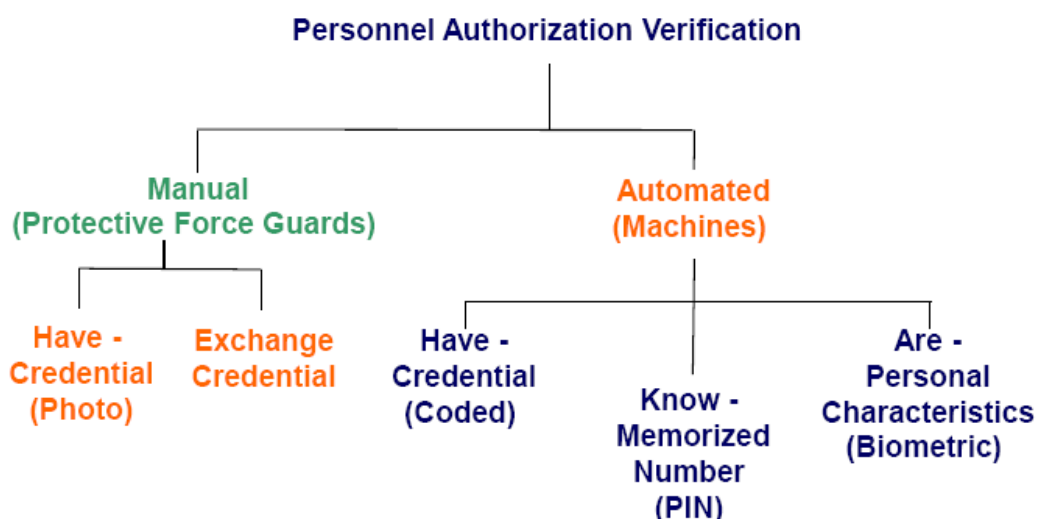 Personnel Authorization Verification
Manual
(Protective Force Guards)
Automated
(Machines)
Have -
Credential
(Photo)
Exchange
Credential
Have -
Credential
(Coded)
Know -
Memorized
Number
(PIN)
Are -
Personal
Characteristics
(Biometric)